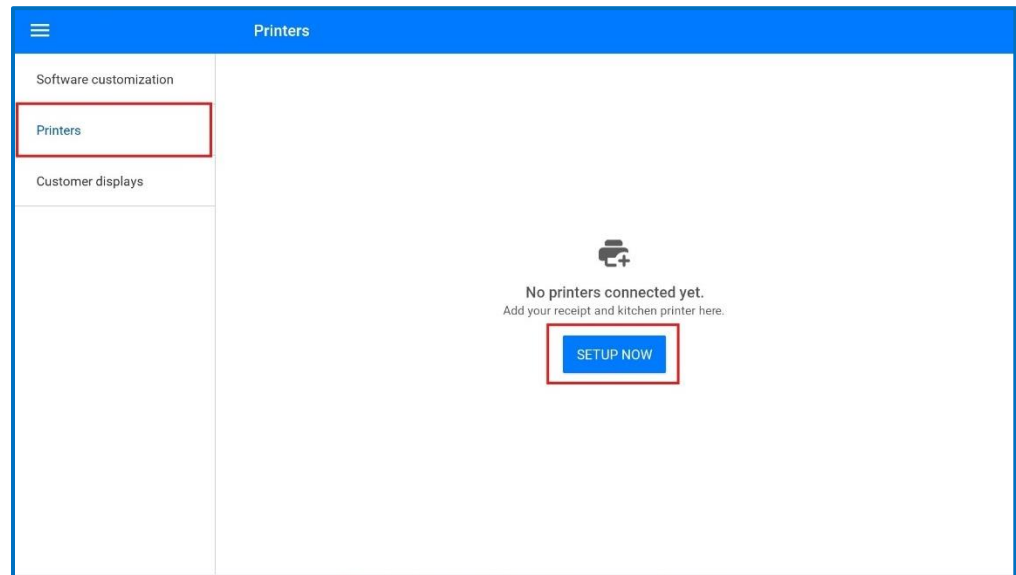 Printers
Software customization
Printers
Customer displays
No printers connected yet.
Add your receipt and kitchen printer here.
SETUP NOW